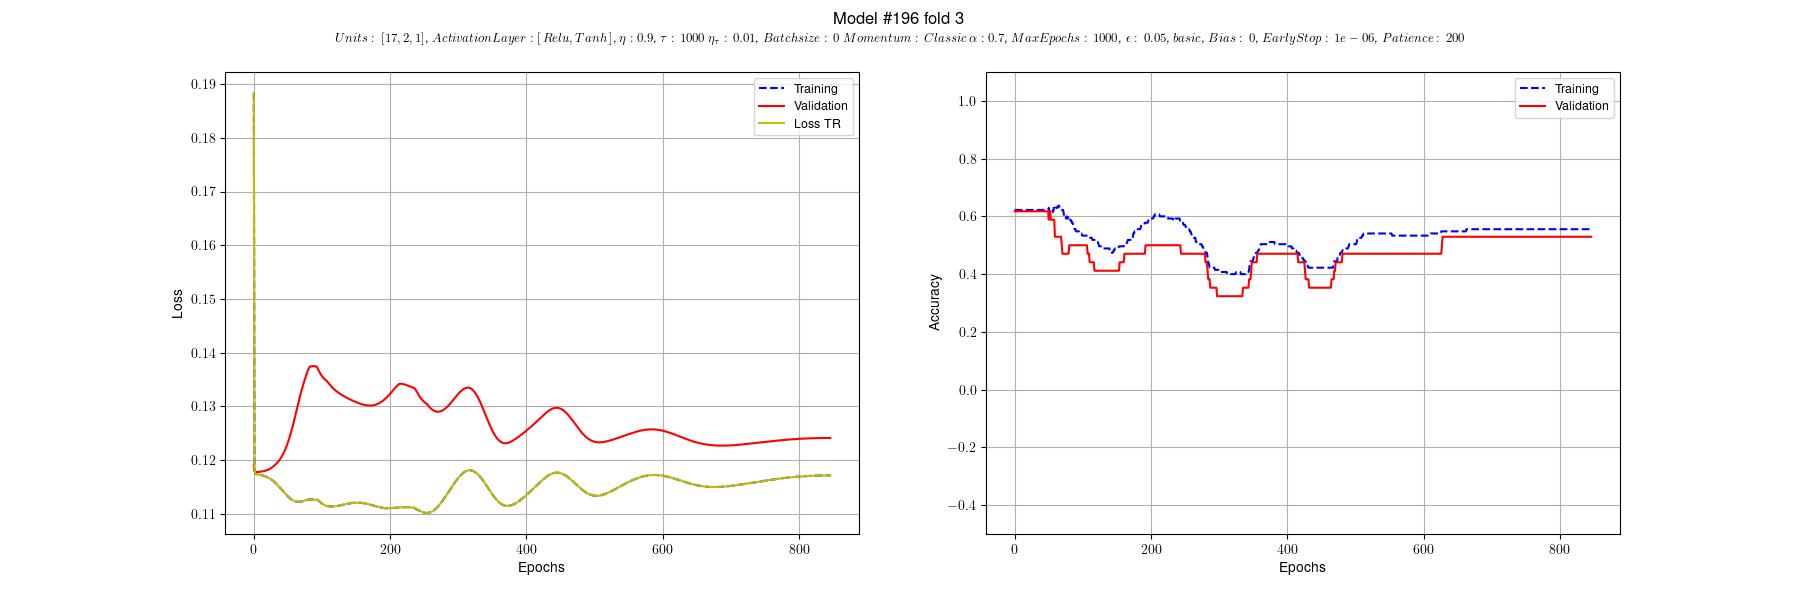 Model #196 fold 3
Units : [17, 2, 1], ActivationLayer : [Relu, Tanh], η : 0.9, τ : 1000 ητ : 0.01, Batchsize : 0 Momentum : Classic α : 0.7, MaxEpochs : 1000, ϵ : 0.05, basic, Bias : 0, EarlyStop : 1e − 06, Patience : 200
0.19
0.18
0.17
0.16
0.15
0.14
0.13
0.12
0.11
Loss
Training
Validation
Loss TR
0
200
400
600
800
Epochs
1.0
0.8
0.6
0.4
0.2
0.0
−0.2
−0.4
Accuracy
Training
Validation
0
200
400
600
800
Epochs